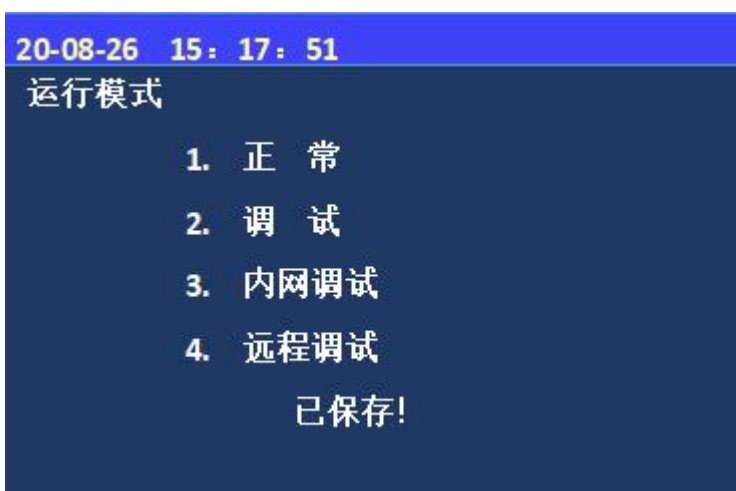 20-08-26 15：17：51
运行模式
1. 正 常
2. 调 试
3. 内网调试
4. 远程调试
已保存!